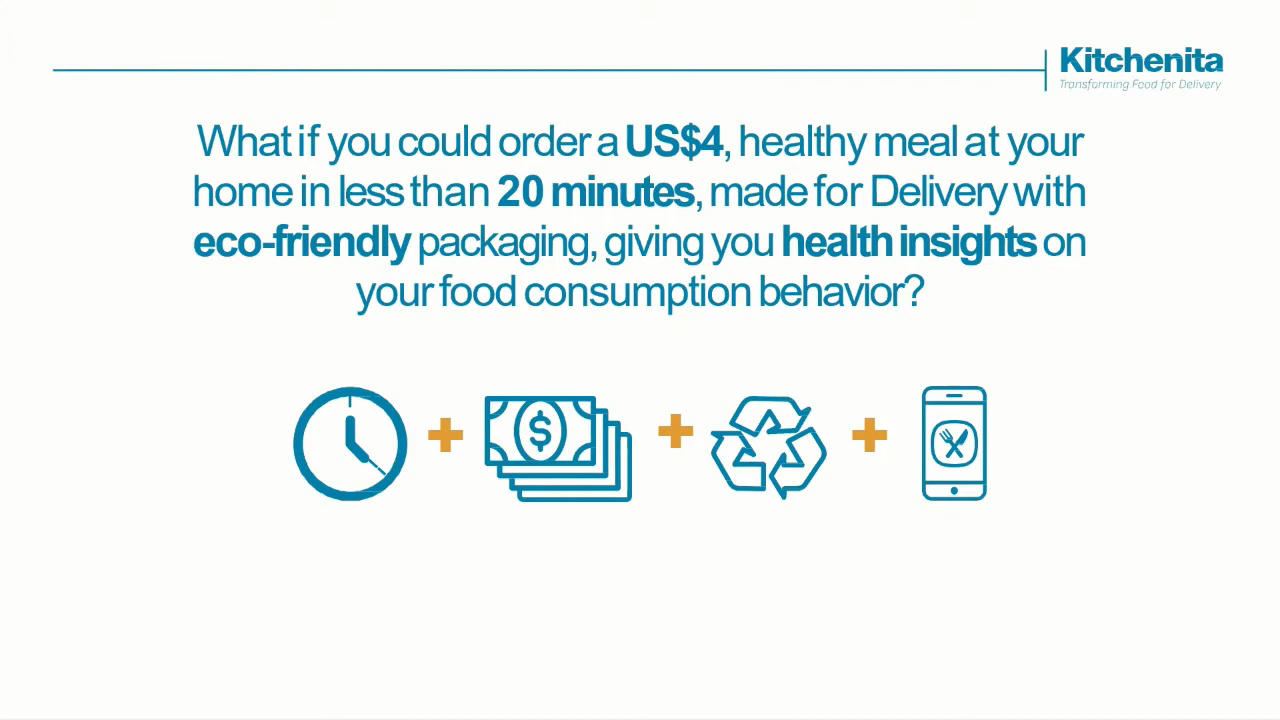 Kitchenita
Transforming Food for Delivery
What if you could order a US$4, healthy meal at your
home in less than 20 minutes, made for Delivery with
eco-friendly packaging, giving you health insights on
your food consumption behavior?
$